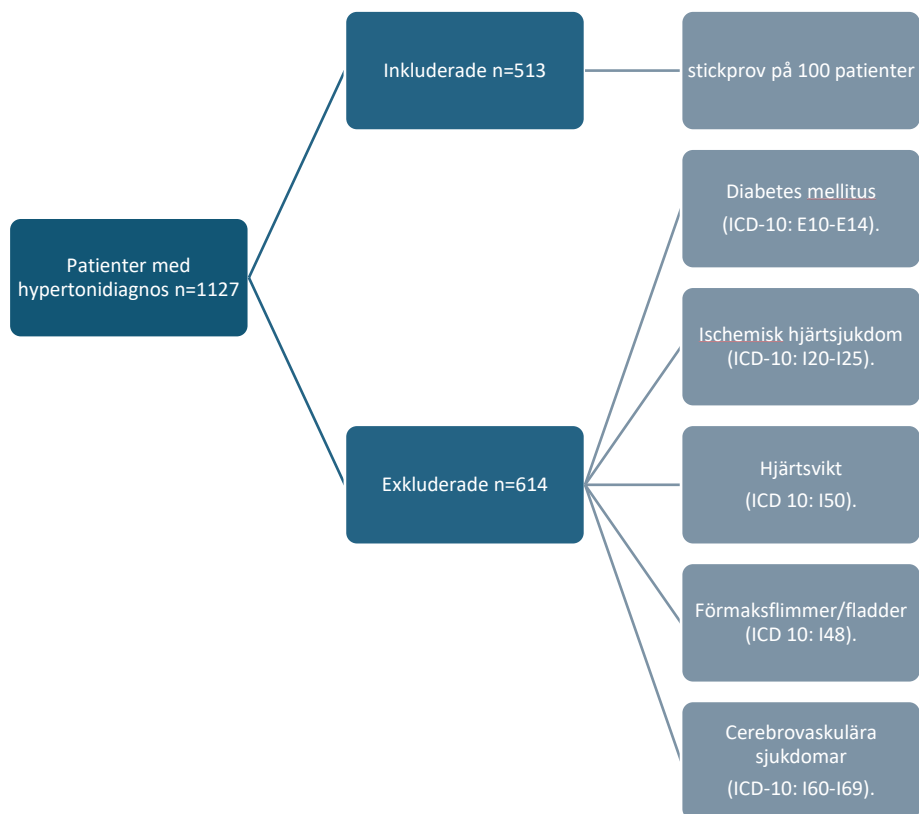 Patienter med
hypertonidiagnos n=1127
Inkluderade n=513
stickprov på 100 patienter
Exkluderade n=614
Diabetes mellitus
(ICD-10: E10-E14).
Ischemisk hjärtsjukdom
(ICD-10: I20-I25).
Hjärtsvikt
(ICD 10: I50).
Förmaksflimmer/fladder
(ICD 10: I48).
Cerebrovaskulära
sjukdomar
(ICD-10: I60-I69).